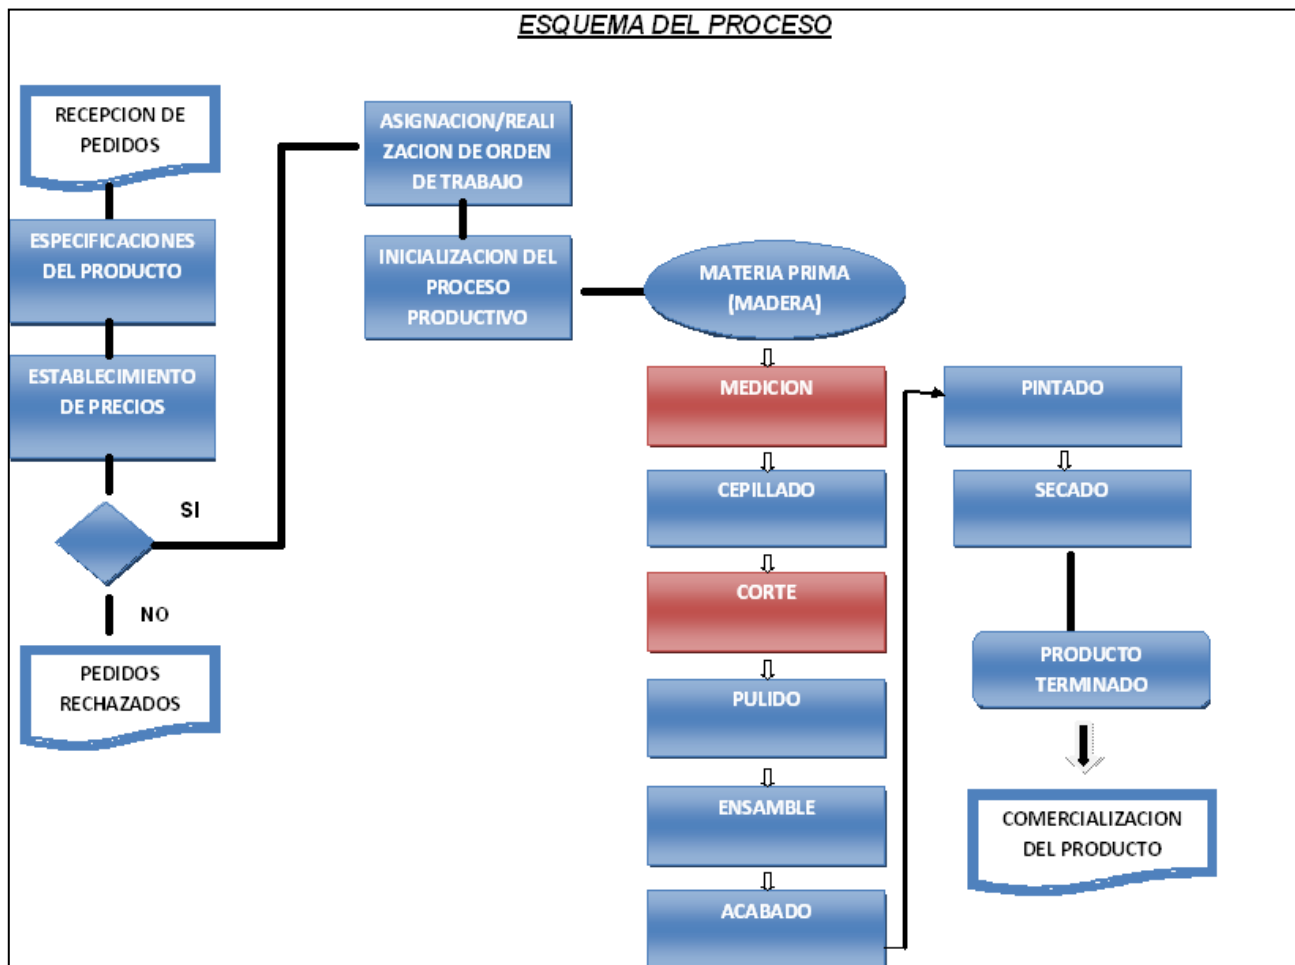 ESQUEMA DEL PROCESO
RECEPCION DE
PEDIDOS
ESPECIFICACIONES
DEL PRODUCTO
ESTABLECIMIENTO
DE PRECIOS
SI
NO
PEDIDOS
RECHAZADOS
ASIGNACION/REALI
ZACION DE ORDEN
DE TRABAJO
INICIALIZACION DEL
PROCESO
PRODUCTIVO
MATERIA PRIMA
(MADERA)
MEDICION
CEPILLADO
CORTE
PULIDO
ENSAMBLE
ACABADO
PINTADO
SECADO
PRODUCTO
TERMINADO
COMERCIALIZACION
DEL PRODUCTO